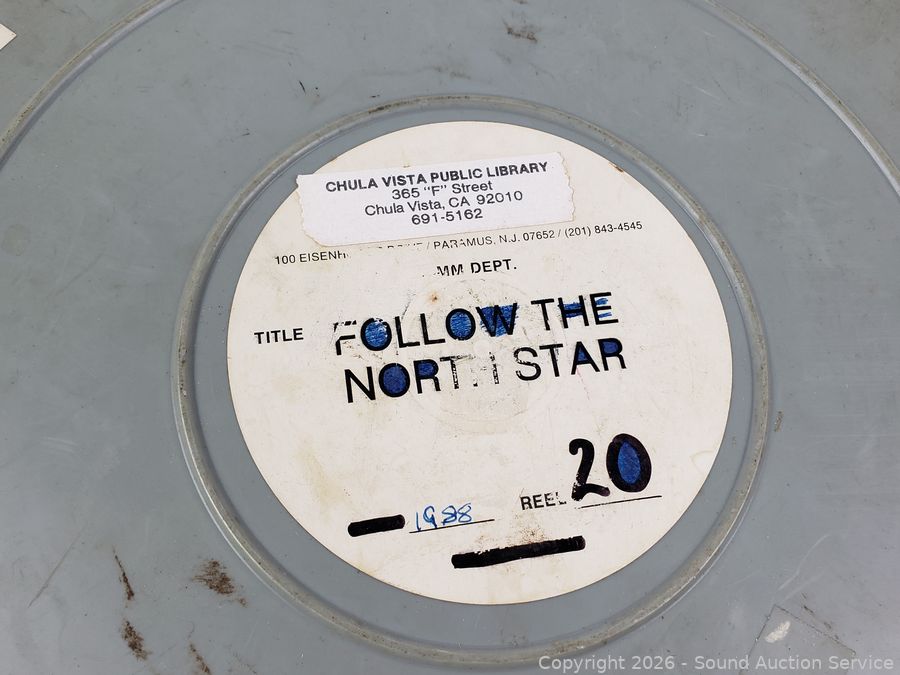 CHULA VISTA PUBLIC LIBRARY
365 "F" Street
Chula Vista, CA 92010
691-5162
100 / PARAMUS, N.J. 07652 / (201) 843-4545
MM DEPT.
TITLE FOLLOW THE
NORTH STAR
REEL 20
1988
Copyright 2026 - Sound Auction Service